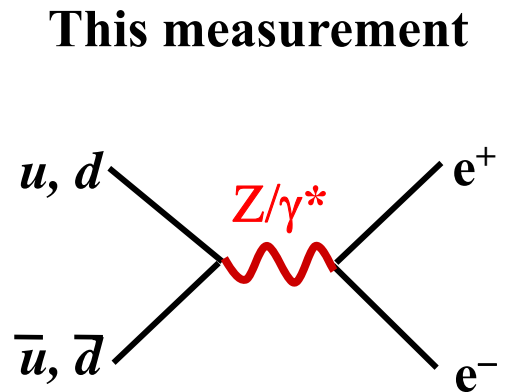 This measurement
u, d
e⁺
Z/γ*
u̅, d̅
e⁻